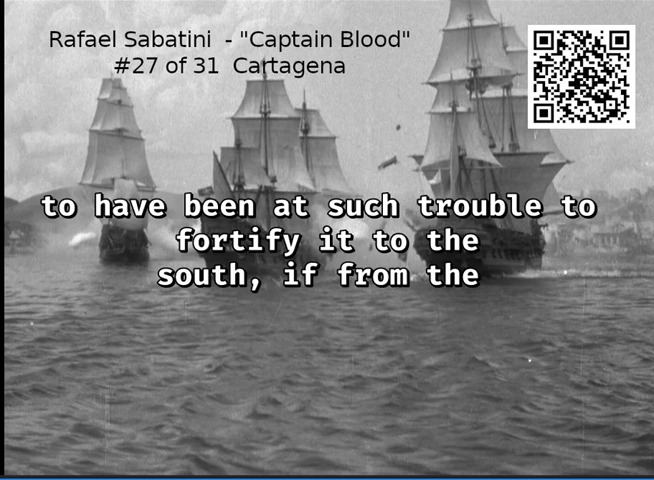 Rafael Sabatini - "Captain Blood"
#27 of 31 Cartagena
to have been at such trouble to
fortify it to the
south, if from the